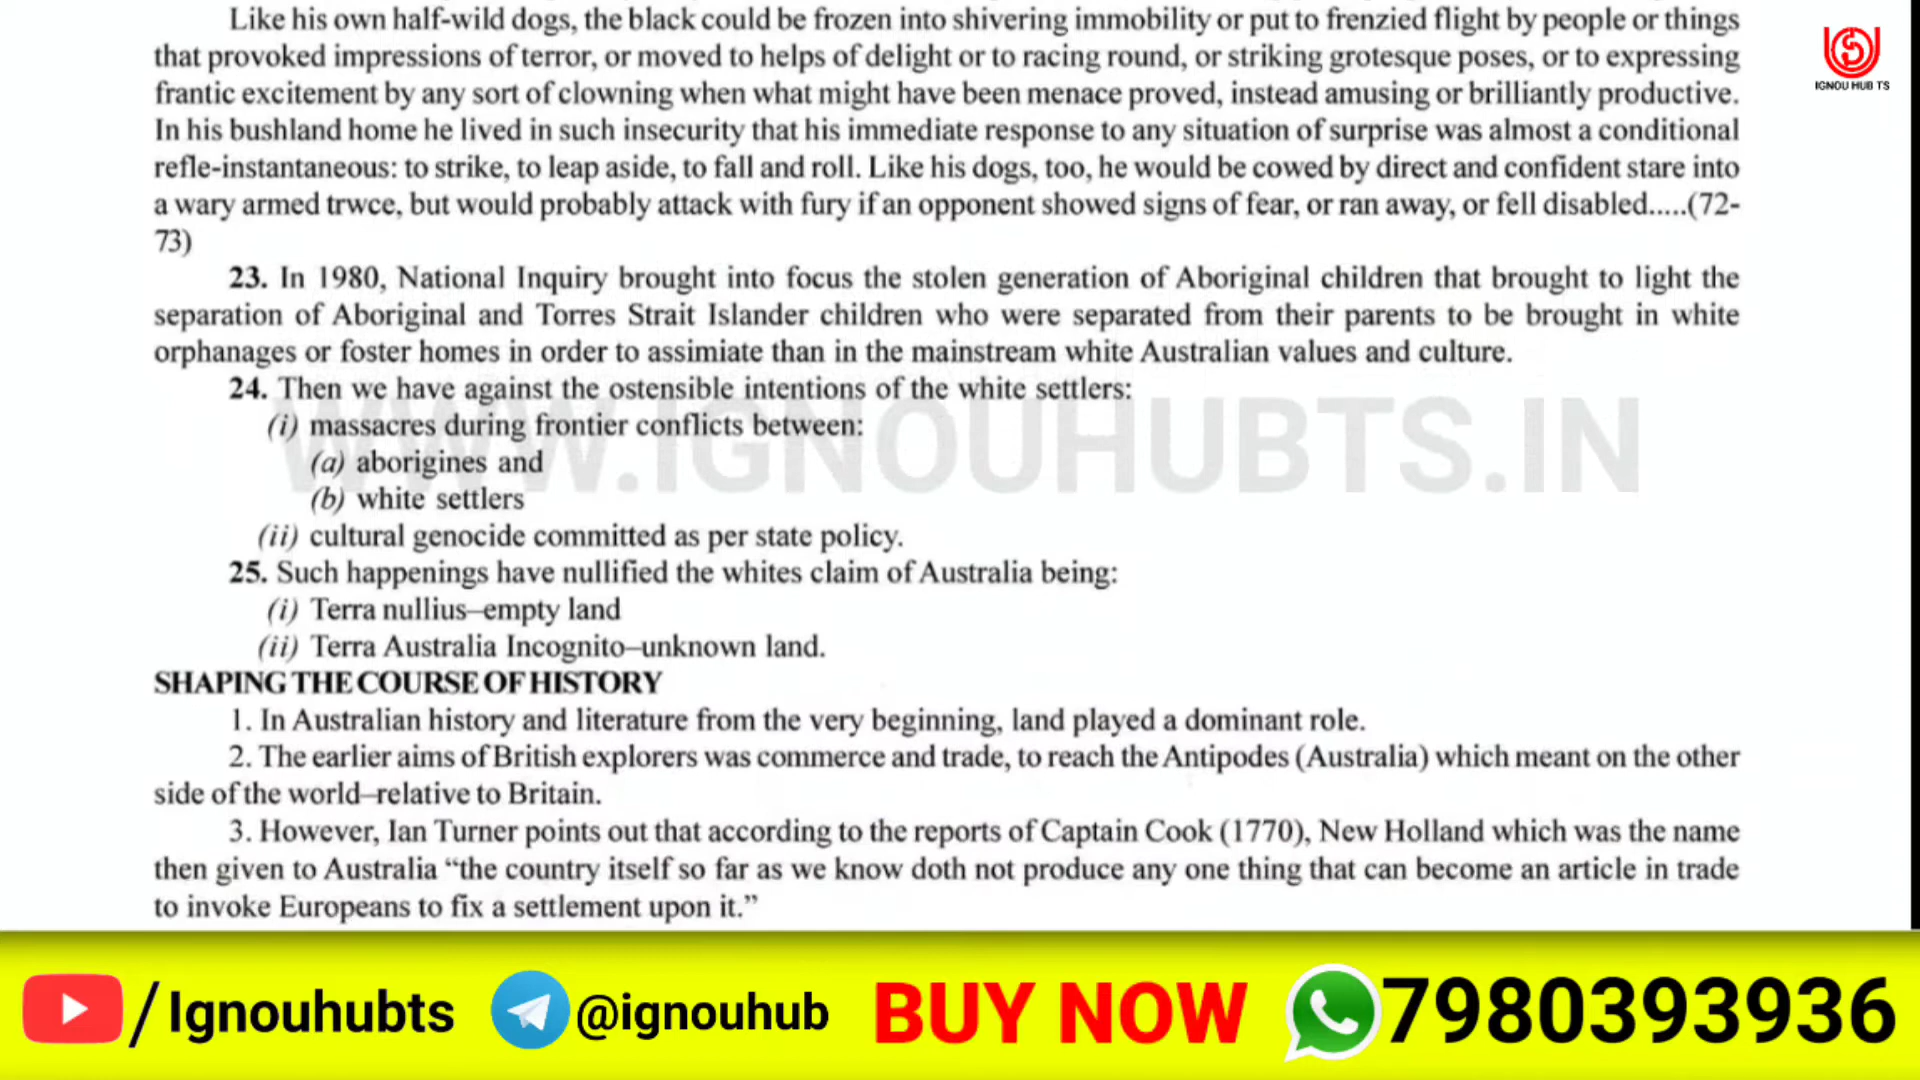 Like his own half-wild dogs, the black could be frozen into shivering immobility or put to frenzied flight by people or things
that provoked impressions of terror, or moved to helps of delight or to racing round, or striking grotesque poses, or to expressing
frantic excitement by any sort of clowning when what might have been menace proved, instead amusing or brilliantly productive.
In his bushland home he lived in such insecurity that his immediate response to any situation of surprise was almost a conditional
refle-instantaneous: to strike, to leap aside, to fall and roll. Like his dogs, too, he would be cowed by direct and confident stare into
a wary armed trwce, but would probably attack with fury if an opponent showed signs of fear, or ran away, or fell disabled.....(72-
73)
23. In 1980, National Inquiry brought into focus the stolen generation of Aboriginal children that brought to light the
separation of Aboriginal and Torres Strait Islander children who were separated from their parents to be brought in white
orphanages or foster homes in order to assimiate than in the mainstream white Australian values and culture.
24. Then we have against the ostensible intentions of the white settlers:
(i) massacres during frontier conflicts between:
(a) aborigines and
(b) white settlers
(ii) cultural genocide committed as per state policy.
25. Such happenings have nullified the whites claim of Australia being:
(i) Terra nullius–empty land
(ii) Terra Australia Incognito–unknown land.
SHAPING THE COURSE OF HISTORY
1. In Australian history and literature from the very beginning, land played a dominant role.
2. The earlier aims of British explorers was commerce and trade, to reach the Antipodes (Australia) which meant on the other
side of the world–relative to Britain.
3. However, Ian Turner points out that according to the reports of Captain Cook (1770), New Holland which was the name
then given to Australia “the country itself so far as we know doth not produce any one thing that can become an article in trade
to invoke Europeans to fix a settlement upon it.”
WWW.IGNOUHUBTS.IN
IGNOU HUB TS
/Ignouhubts @ignouhub BUY NOW 7980393936